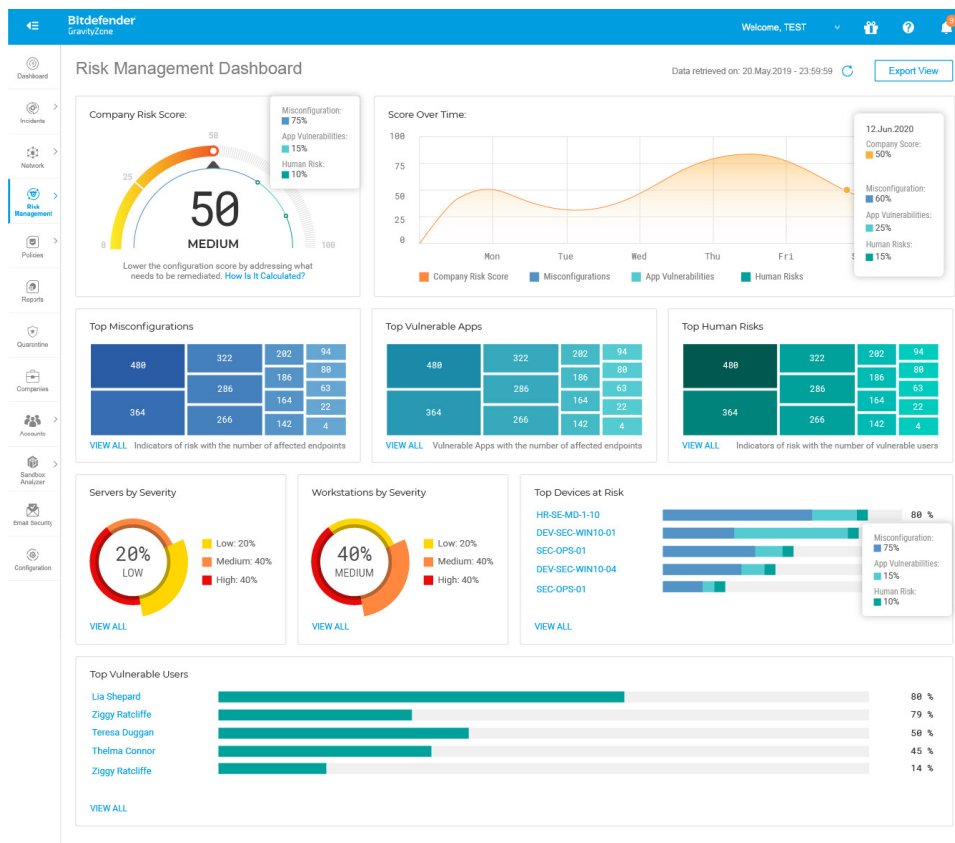 Bitdefender
GravityZone
Welcome, TEST
9
Dashboard
Incidents
Network
Risk
Management
Policies
Reports
Quarantine
Companies
Accounts
Sandbox
Analyzer
Email Security
Configuration
Risk Management Dashboard
Data retrieved on: 20.May.2019 - 23:59:59
Export View
Company Risk Score:
Misconfiguration:
75%
App Vulnerabilities:
15%
Human Risk:
10%
0
25
50
100
50
MEDIUM
Lower the configuration score by addressing what
needs to be remediated. How Is It Calculated?
Score Over Time:
100
75
50
25
0
Mon Tue Wed Thu Fri S
Company Risk Score Misconfigurations App Vulnerabilities Human Risks
12.Jun.2020
Company Score:
50%
Misconfiguration:
60%
App Vulnerabilities:
25%
Human Risks:
15%
Top Misconfigurations
480 322 202 94
80
186
286 63
164
364 22
266 142 4
VIEW ALL Indicators of risk with the number of affected endpoints
Top Vulnerable Apps
480 322 202 94
80
186
286 63
164
364 22
266 142 4
VIEW ALL Vulnerable Apps with the number of affected endpoints
Top Human Risks
480 322 202 94
80
186
286 63
164
364 22
266 142 4
VIEW ALL Indicators of risk with the number of vulnerable users
Servers by Severity
20%
LOW
Low: 20%
Medium: 40%
High: 40%
VIEW ALL
Workstations by Severity
40%
MEDIUM
Low: 20%
Medium: 40%
High: 40%
VIEW ALL
Top Devices at Risk
HR-SE-MD-1-10 80 %
DEV-SEC-WIN10-01
SEC-OPS-01
DEV-SEC-WIN10-04
SEC-OPS-01
Misconfiguration:
75%
App Vulnerabilities:
15%
Human Risk:
10%
VIEW ALL
Top Vulnerable Users
Lia Shepard 80 %
Ziggy Ratcliffe 79 %
Teresa Duggan 50 %
Thelma Connor 45 %
Ziggy Ratcliffe 14 %
VIEW ALL